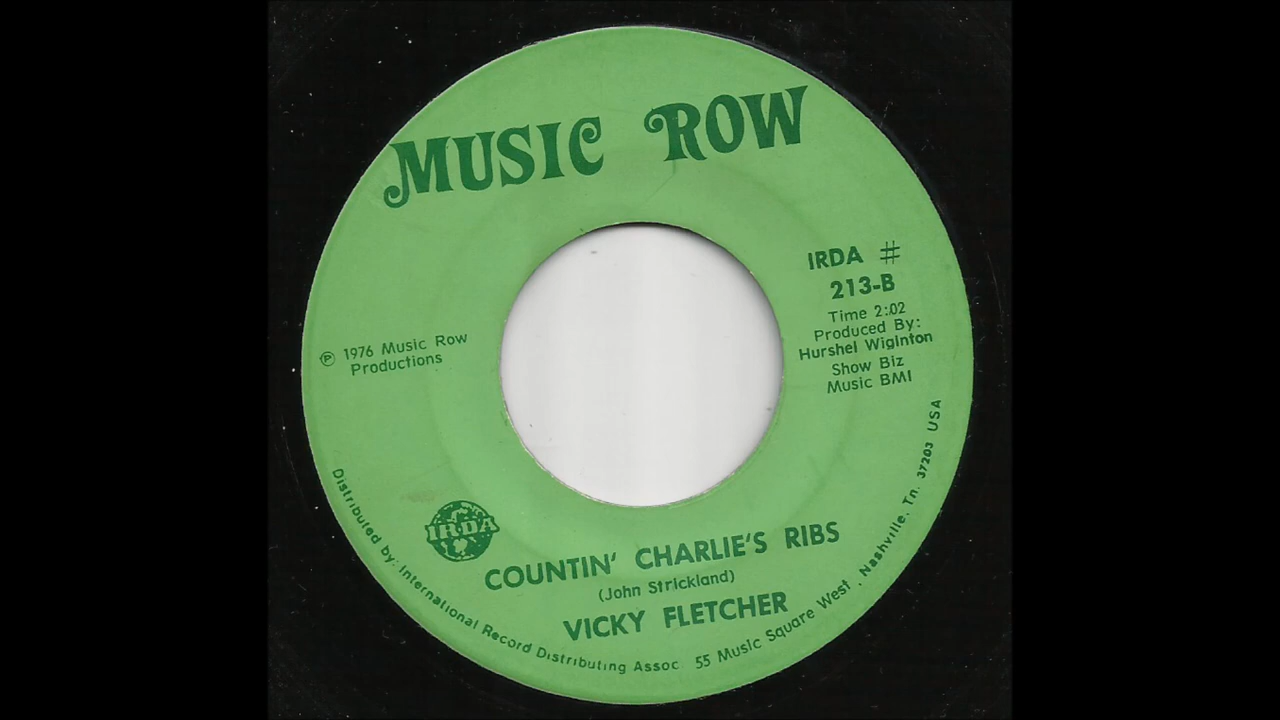 MUSIC ROW
IRDA #
213-B
Time 2:02
Produced By:
Hurshel Wiginton
Show Biz
Music BMI
℗ 1976 Music Row
Productions
IRDA
COUNTIN' CHARLIE'S RIBS
(John Strickland)
VICKY FLETCHER
Distributed by: International Record Distributing Assoc. 55 Music Square West, Nashville, Tn. 37203 USA